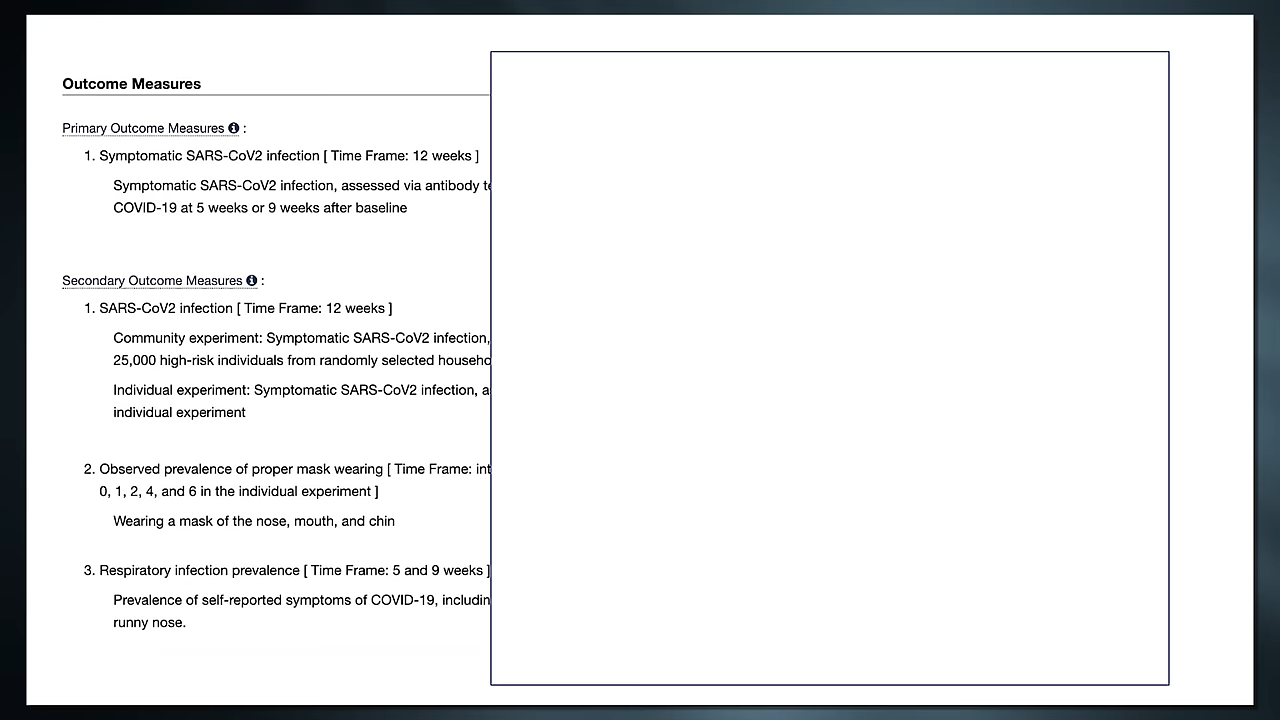 Outcome Measures
Primary Outcome Measures :
1. Symptomatic SARS-CoV2 infection [ Time Frame: 12 weeks ]
Symptomatic SARS-CoV2 infection, assessed via antibody
COVID-19 at 5 weeks or 9 weeks after baseline
Secondary Outcome Measures :
1. SARS-CoV2 infection [ Time Frame: 12 weeks ]
Community experiment: Symptomatic SARS-CoV2 infection,
25,000 high-risk individuals from randomly selected
Individual experiment: Symptomatic SARS-CoV2 infection,
individual experiment
2. Observed prevalence of proper mask wearing [ Time Frame:
0, 1, 2, 4, and 6 in the individual experiment ]
Wearing a mask of the nose, mouth, and chin
3. Respiratory infection prevalence [ Time Frame: 5 and 9 weeks ]
Prevalence of self-reported symptoms of COVID-19,
runny nose.